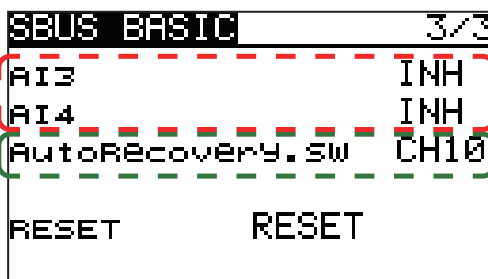 SBUS BASIC 3/3
AI3 INH
AI4 INH
AutoRecovery.SW CH10
RESET RESET